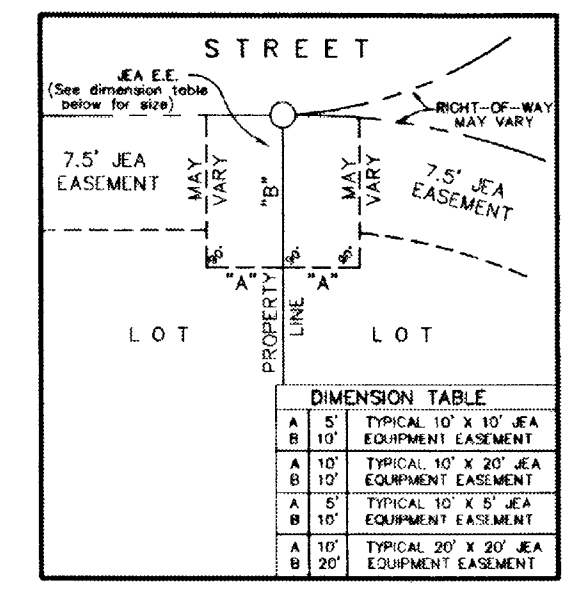 STREET
JEA E.E.
(See dimension table
below for size)
RIGHT-OF-WAY
MAY VARY
7.5' JEA
EASEMENT
MAY
VARY
"B"
MAY
VARY
7.5' JEA
EASEMENT
90°
90°
90°
"A"
"A"
PROPERTY
LINE
LOT
LOT
DIMENSION TABLE
A 5' TYPICAL 10' X 10' JEA
B 10' EQUIPMENT EASEMENT
A 10' TYPICAL 10' X 20' JEA
B 10' EQUIPMENT EASEMENT
A 5' TYPICAL 10' X 5' JEA
B 10' EQUIPMENT EASEMENT
A 10' TYPICAL 20' X 20' JEA
B 20' EQUIPMENT EASEMENT